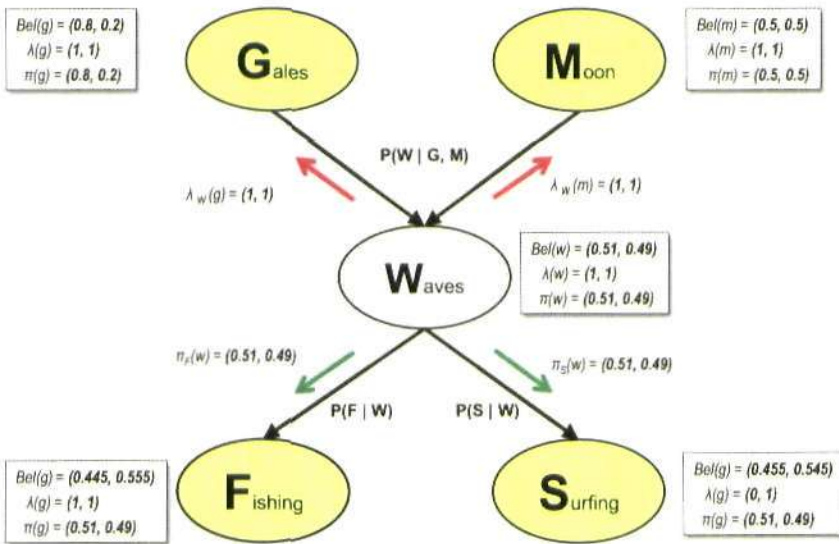 Bel(g) = (0.8, 0.2)
λ(g) = (1, 1)
π(g) = (0.8, 0.2)
Gales
Moon
Bel(m) = (0.5, 0.5)
λ(m) = (1, 1)
π(m) = (0.5, 0.5)
P(W | G, M)
λ W(g) = (1, 1)
λ W(m) = (1, 1)
Waves
Bel(w) = (0.51, 0.49)
λ(w) = (1, 1)
π(w) = (0.51, 0.49)
πF(w) = (0.51, 0.49)
πS(w) = (0.51, 0.49)
P(F | W)
P(S | W)
Bel(g) = (0.445, 0.555)
λ(g) = (1, 1)
π(g) = (0.51, 0.49)
Fishing
Surfing
Bel(g) = (0.455, 0.545)
λ(g) = (0, 1)
π(g) = (0.51, 0.49)